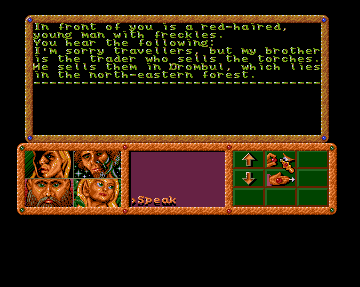 In front of you is a red-haired,
young man with freckles.
You hear the following:
I'm sorry travellers, but my brother
is the trader who sells the torches.
He sells them in Drombul, which lies
in the north-eastern forest.
>Speak